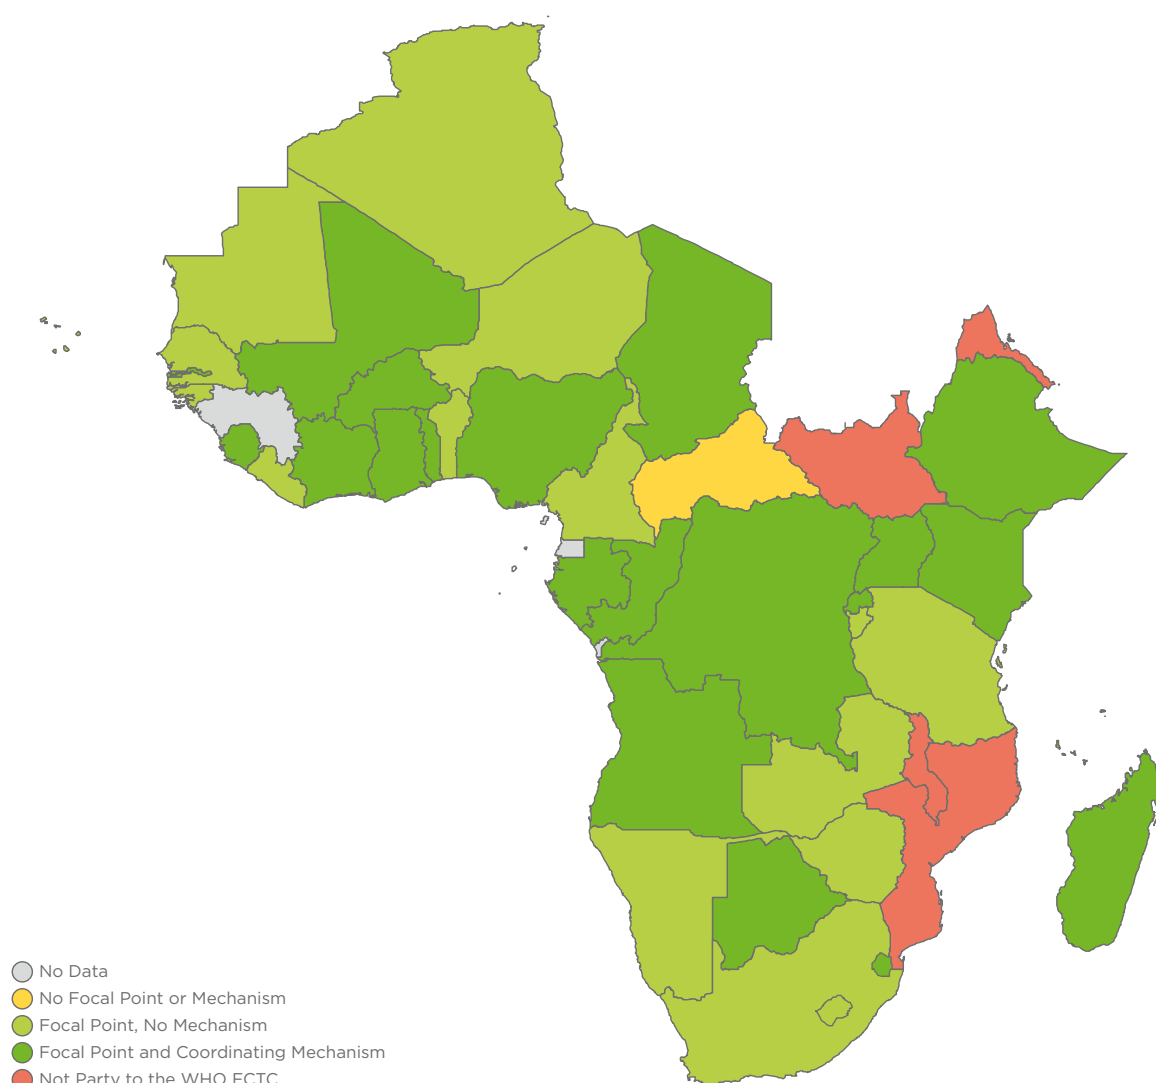 No Data
No Focal Point or Mechanism
Focal Point, No Mechanism
Focal Point and Coordinating Mechanism
Not Party to the WHO FCTC